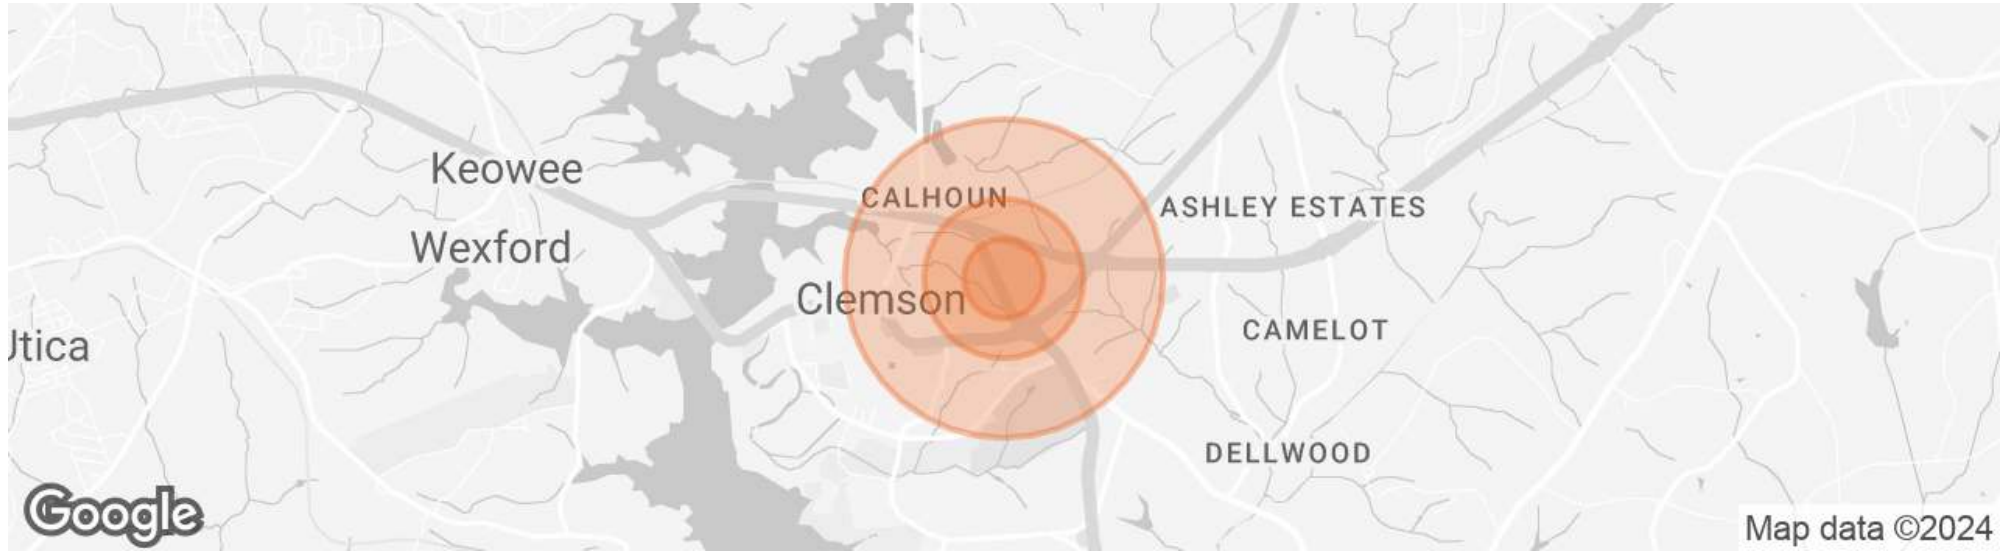 Keowee
CALHOUN
ASHLEY ESTATES
Wexford
Clemson
CAMELOT
Utica
DELLWOOD
Google
Map data ©2024